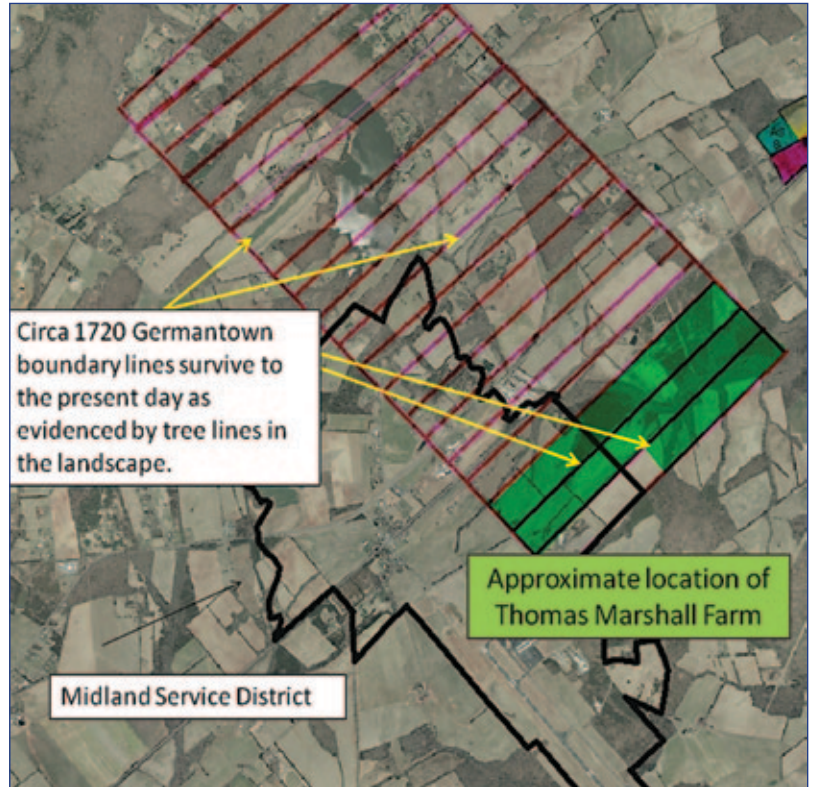 Circa 1720 Germantown
boundary lines survive to
the present day as
evidenced by tree lines in
the landscape.
Approximate location of
Thomas Marshall Farm
Midland Service District